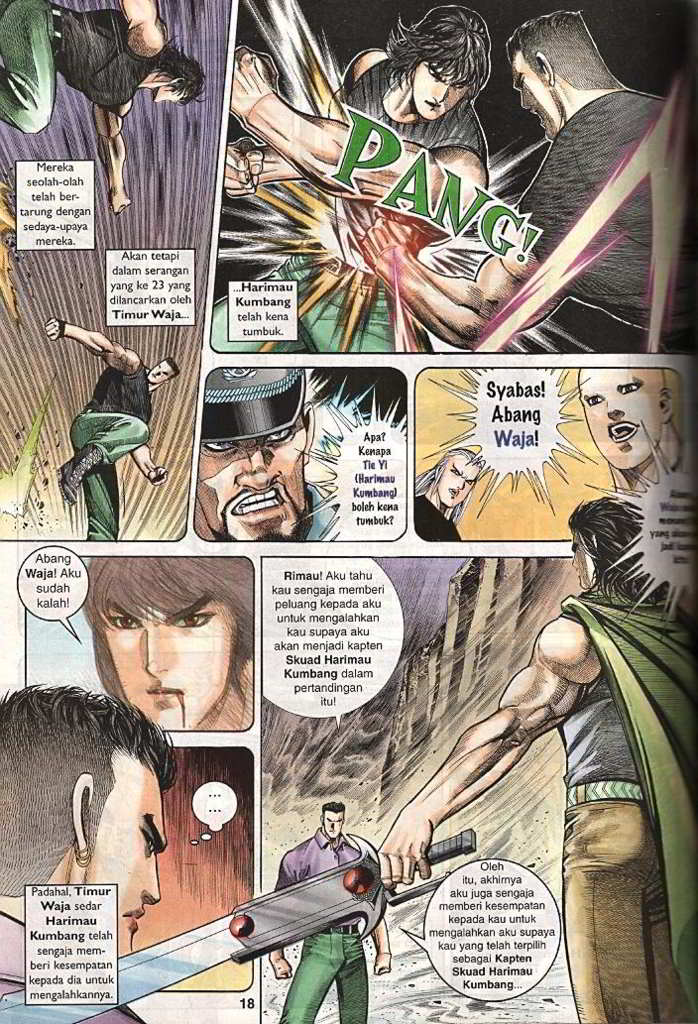 Mereka
seolah-olah
telah ber-
tarung dengan
sedaya-upaya
mereka.
Akan tetapi
dalam serangan
yang ke 23 yang
dilancarkan oleh
Timur Waja...
PANG!
...Harimau
Kumbang
telah kena
tumbuk.
Apa?
Kenapa
Tie Yi
(Harimau
Kumbang)
boleh kena
tumbuk?
Syabas!
Abang
Waja!
Abang
Waja! Aku
sudah
kalah!
Rimau! Aku tahu
kau sengaja memberi
peluang kepada aku
untuk mengalahkan
kau supaya aku
akan menjadi kapten
Skuad Harimau
Kumbang dalam
pertandingan
itu!
... ...
Padahal, Timur
Waja sedar
Harimau
Kumbang telah
sengaja mem-
beri kesempatan
kepada dia untuk
mengalahkannya.
Oleh
itu, akhirnya
aku juga sengaja
memberi kesempatan
kepada kau untuk
mengalahkan aku supaya
kau yang telah terpilih
sebagai Kapten
Skuad Harimau
Kumbang...
18